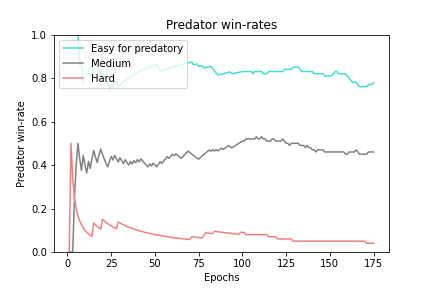 Predator win-rates
1.0
0.8
0.6
0.4
0.2
0.0
Predator win-rate
Easy for predatory
Medium
Hard
0 25 50 75 100 125 150 175
Epochs